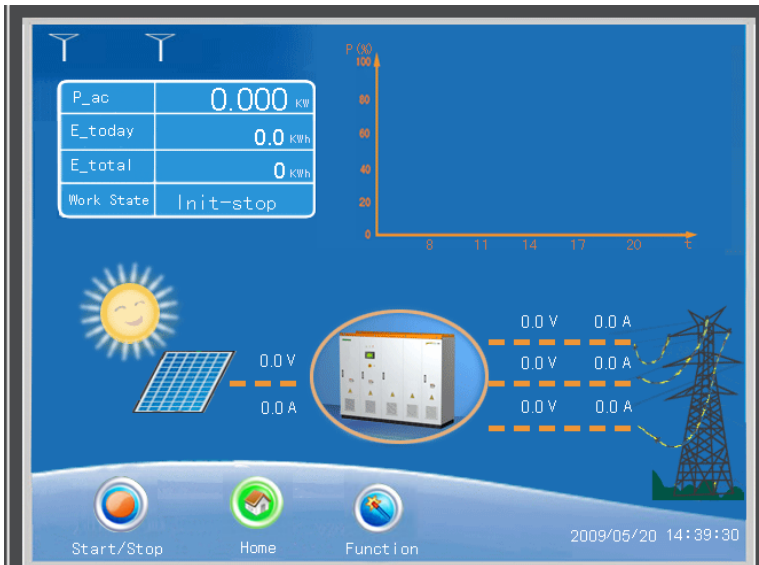 P (%)
100
80
60
40
20
0
8 11 14 17 20 t
P_ac 0.000 KW
E_today 0.0 KWh
E_total 0 KWh
Work State Init-stop
0.0 V
0.0 A
0.0 V 0.0 A
0.0 V 0.0 A
0.0 V 0.0 A
Start/Stop Home Function
2009/05/20 14:39:30